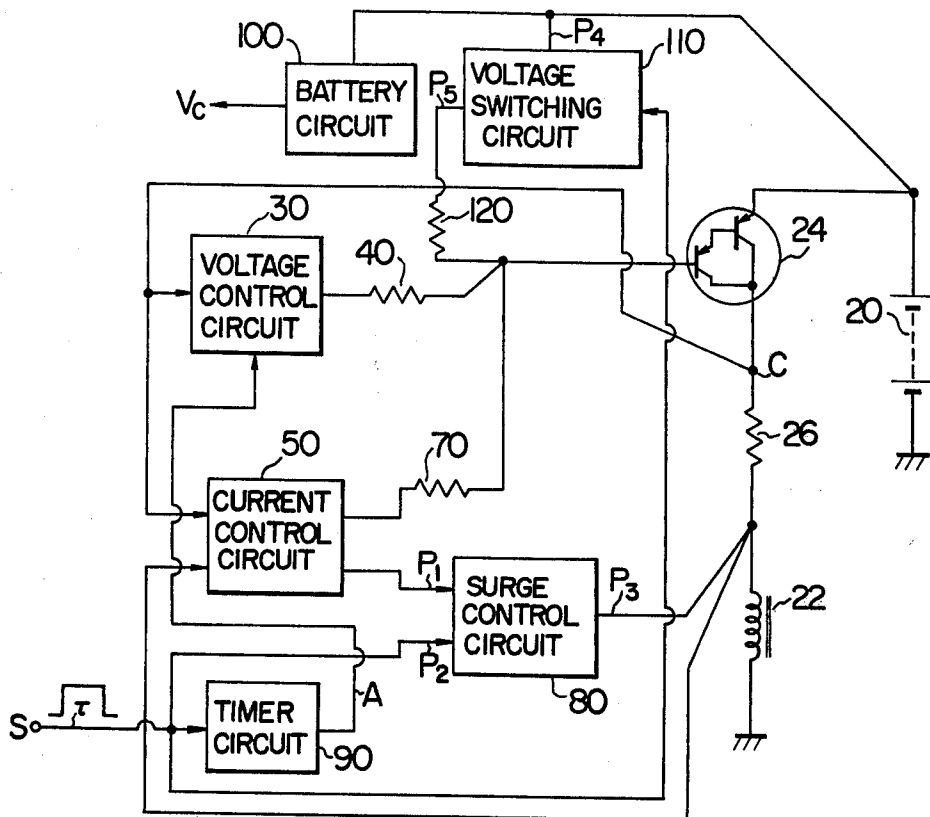 100
P4
110
BATTERY
CIRCUIT
Vc
P5
VOLTAGE
SWITCHING
CIRCUIT
120
30
VOLTAGE
CONTROL
CIRCUIT
40
24
20
C
26
50
CURRENT
CONTROL
CIRCUIT
70
P1
P2
SURGE
CONTROL
CIRCUIT
80
P3
22
S
τ
TIMER
CIRCUIT
90
A